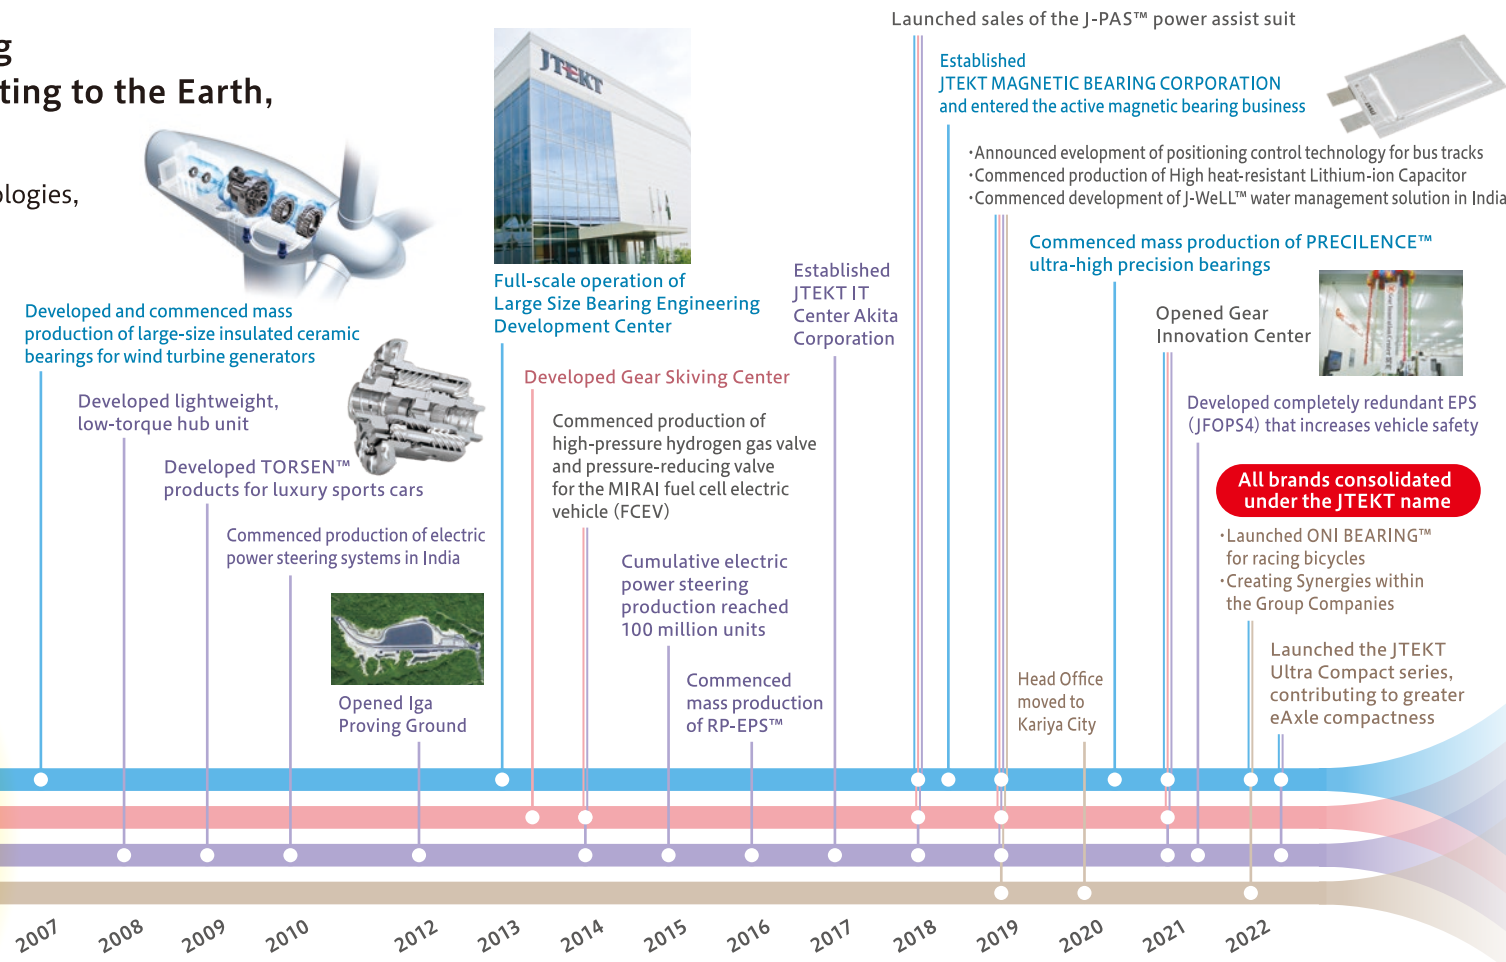 g
ting to the Earth,
ologies,
Developed and commenced mass
production of large-size insulated ceramic
bearings for wind turbine generators
Developed lightweight,
low-torque hub unit
Developed TORSEN™
products for luxury sports cars
Commenced production of electric
power steering systems in India
Opened Iga
Proving Ground
JTEKT
Full-scale operation of
Large Size Bearing Engineering
Development Center
Developed Gear Skiving Center
Commenced production of
high-pressure hydrogen gas valve
and pressure-reducing valve
for the MIRAI fuel cell electric
vehicle (FCEV)
Cumulative electric
power steering
production reached
100 million units
Commenced
mass production
of RP-EPS™
Established
JTEKT IT
Center Akita
Corporation
Launched sales of the J-PAS™ power assist suit
Established
JTEKT MAGNETIC BEARING CORPORATION
and entered the active magnetic bearing business
・Announced evelopment of positioning control technology for bus tracks
・Commenced production of High heat-resistant Lithium-ion Capacitor
・Commenced development of J-WeLL™ water management solution in India
Head Office
moved to
Kariya City
Commenced mass production of PRECILENCE™
ultra-high precision bearings
Opened Gear
Innovation Center
Developed completely redundant EPS
(JFOPS4) that increases vehicle safety
All brands consolidated
under the JTEKT name
・Launched ONI BEARING™
for racing bicycles
・Creating Synergies within
the Group Companies
Launched the JTEKT
Ultra Compact series,
contributing to greater
eAxle compactness
2007
2008
2009
2010
2012
2013
2014
2015
2016
2017
2018
2019
2020
2021
2022